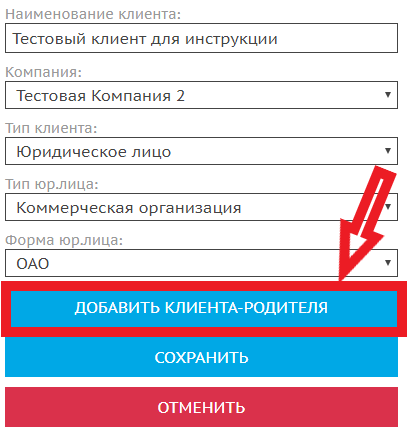 Наименование клиента:
Тестовый клиент для инструкции
Компания:
Тестовая Компания 2
Тип клиента:
Юридическое лицо
Тип юр.лица:
Коммерческая организация
Форма юр.лица:
ОАО
ДОБАВИТЬ КЛИЕНТА-РОДИТЕЛЯ
СОХРАНИТЬ
ОТМЕНИТЬ